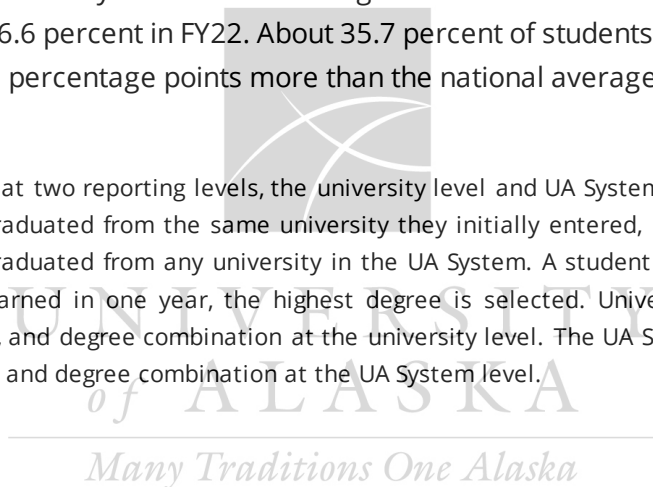 6.6 percent in FY22. About 35.7 percent of students
percentage points more than the national average
at two reporting levels, the university level and UA System
raduated from the same university they initially entered,
raduated from any university in the UA System. A student
arned in one year, the highest degree is selected. Unive
, and degree combination at the university level. The UA S
and degree combination at the UA System level.
UNIVERSITY
of ALASKA
Many Traditions One Alaska